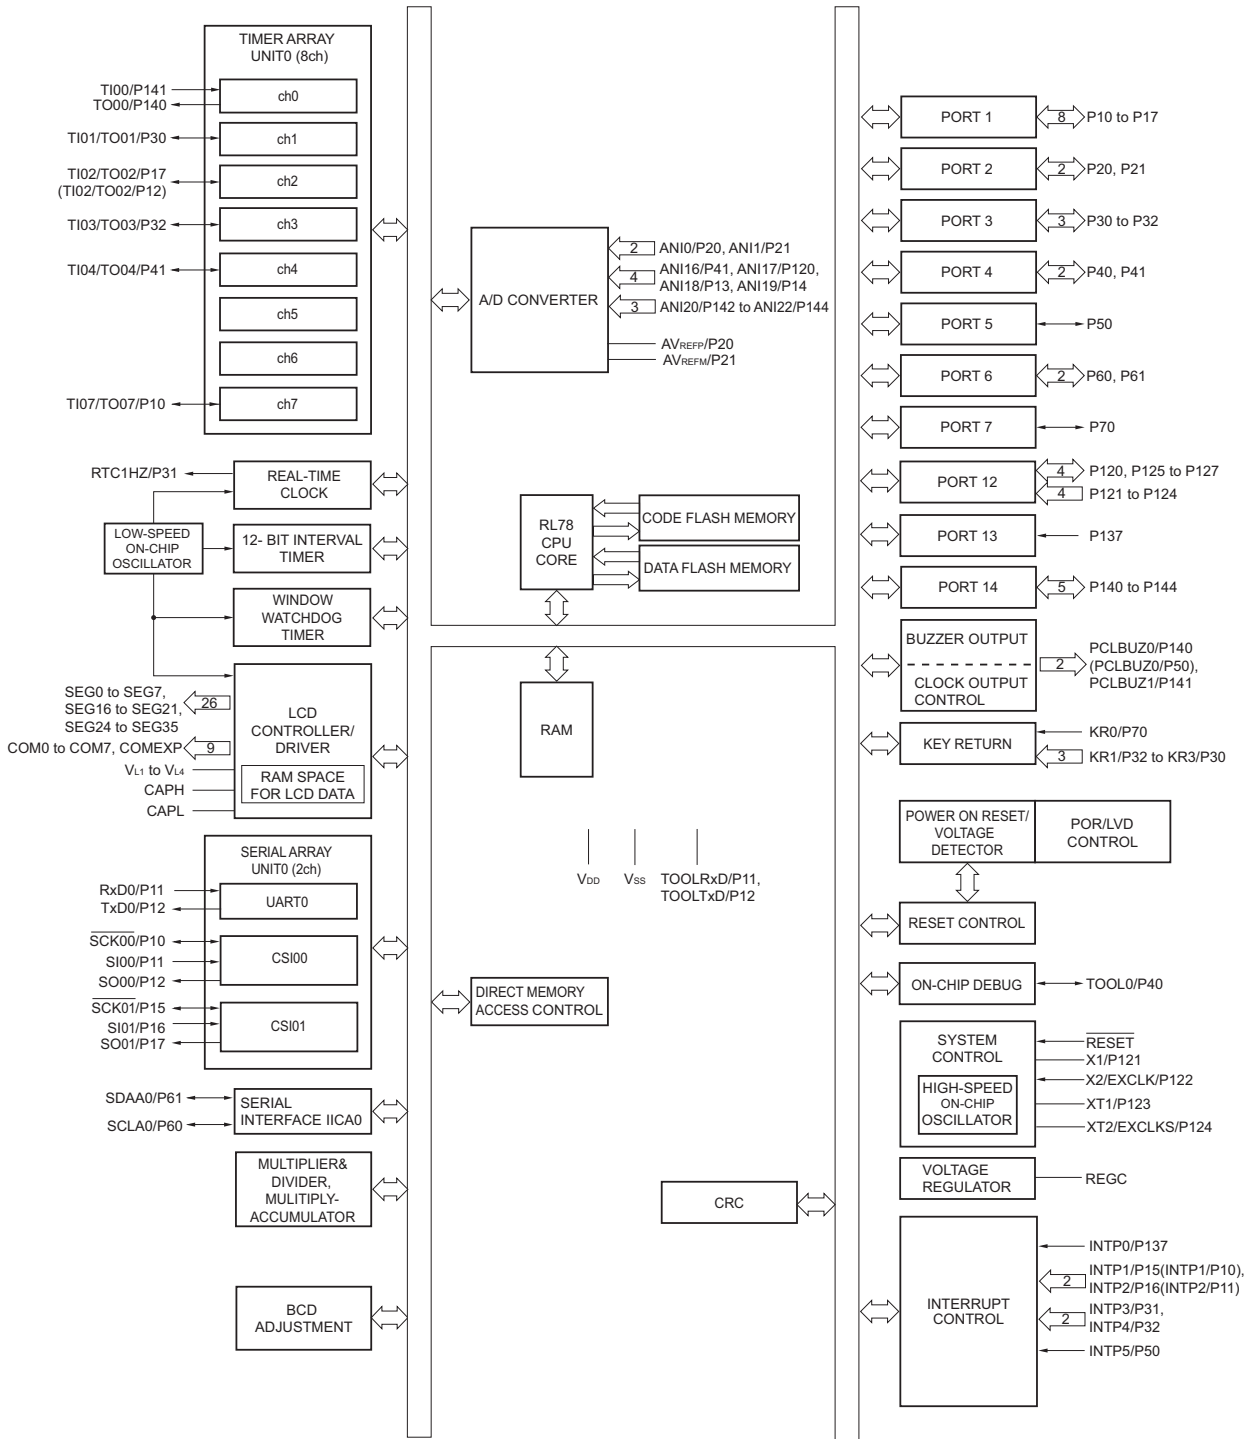 TIMER ARRAY
UNIT0 (8ch)
TI00/P141
TO00/P140
ch0
TI01/TO01/P30
ch1
TI02/TO02/P17
(TI02/TO02/P12)
ch2
TI03/TO03/P32
ch3
TI04/TO04/P41
ch4
ch5
ch6
TI07/TO07/P10
ch7
RTC1HZ/P31
REAL-TIME
CLOCK
LOW-SPEED
ON-CHIP
OSCILLATOR
12- BIT INTERVAL
TIMER
WINDOW
WATCHDOG
TIMER
SEG0 to SEG7,
SEG16 to SEG21,
SEG24 to SEG35
26
COM0 to COM7, COMEXP
9
VL1 to VL4
CAPH
CAPL
LCD
CONTROLLER/
DRIVER
RAM SPACE
FOR LCD DATA
SERIAL ARRAY
UNIT0 (2ch)
RxD0/P11
TxD0/P12
UART0
SCK00/P10
SI00/P11
SO00/P12
CSI00
SCK01/P15
SI01/P16
SO01/P17
CSI01
SDAA0/P61
SCLA0/P60
SERIAL
INTERFACE IICA0
MULTIPLIER&
DIVIDER,
MULITIPLY-
ACCUMULATOR
BCD
ADJUSTMENT
A/D CONVERTER
2
ANI0/P20, ANI1/P21
4
ANI16/P41, ANI17/P120,
ANI18/P13, ANI19/P14
3
ANI20/P142 to ANI22/P144
AVREFP/P20
AVREFM/P21
RL78
CPU
CORE
CODE FLASH MEMORY
DATA FLASH MEMORY
RAM
VDD
VSS
TOOLRxD/P11,
TOOLTxD/P12
DIRECT MEMORY
ACCESS CONTROL
CRC
PORT 1
8
P10 to P17
PORT 2
2
P20, P21
PORT 3
3
P30 to P32
PORT 4
2
P40, P41
PORT 5
P50
PORT 6
2
P60, P61
PORT 7
P70
PORT 12
4
P120, P125 to P127
4
P121 to P124
PORT 13
P137
PORT 14
5
P140 to P144
BUZZER OUTPUT
CLOCK OUTPUT
CONTROL
2
PCLBUZ0/P140
(PCLBUZ0/P50),
PCLBUZ1/P141
KEY RETURN
KR0/P70
3
KR1/P32 to KR3/P30
POWER ON RESET/
VOLTAGE
DETECTOR
POR/LVD
CONTROL
RESET CONTROL
ON-CHIP DEBUG
TOOL0/P40
SYSTEM
CONTROL
HIGH-SPEED
ON-CHIP
OSCILLATOR
RESET
X1/P121
X2/EXCLK/P122
XT1/P123
XT2/EXCLKS/P124
VOLTAGE
REGULATOR
REGC
INTERRUPT
CONTROL
INTP0/P137
2
INTP1/P15(INTP1/P10),
INTP2/P16(INTP2/P11)
2
INTP3/P31,
INTP4/P32
INTP5/P50